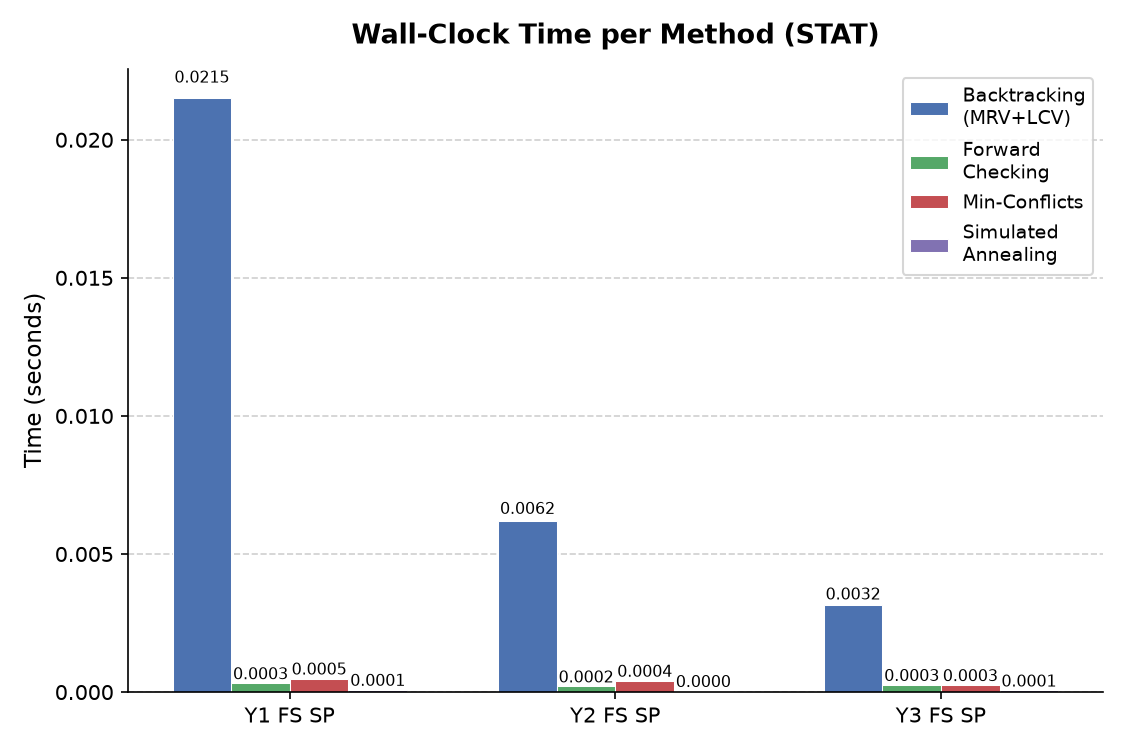 Wall-Clock Time per Method (STAT)
Time (seconds)
0.020
0.015
0.010
0.005
0.000
0.0215
0.0003
0.0005
0.0001
0.0062
0.0002
0.0004
0.0000
0.0032
0.0003
0.0003
0.0001
Y1 FS SP
Y2 FS SP
Y3 FS SP
Backtracking
(MRV+LCV)
Forward
Checking
Min-Conflicts
Simulated
Annealing